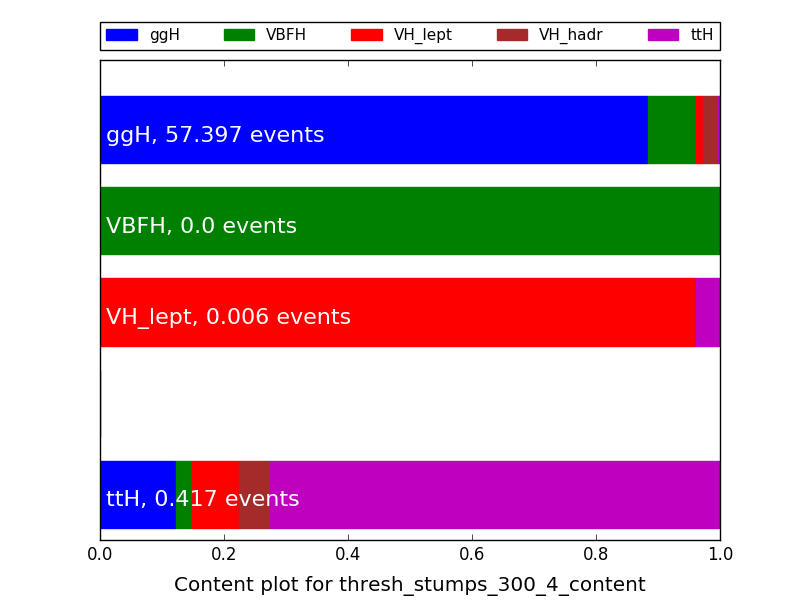 ggH VBFH VH_lept VH_hadr ttH
ggH, 57.397 events
VBFH, 0.0 events
VH_lept, 0.006 events
ttH, 0.417 events
0.0 0.2 0.4 0.6 0.8 1.0
Content plot for thresh_stumps_300_4_content